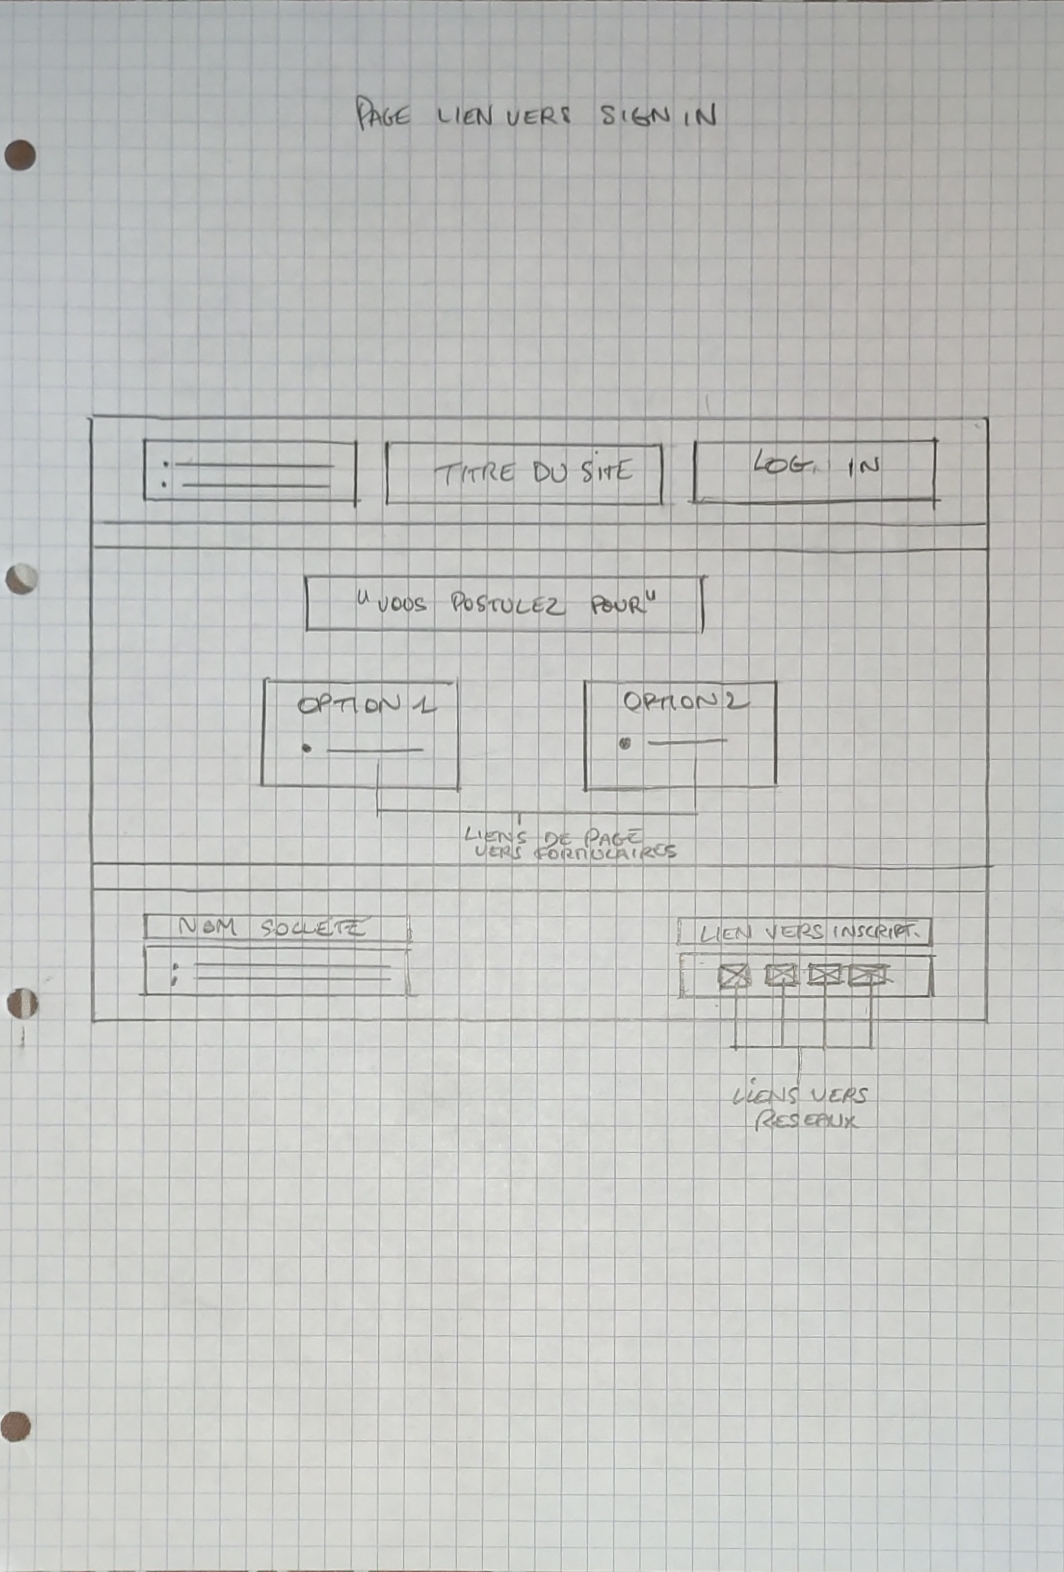 PAGE LIEN VERS SIGN IN
TITRE DU SITE
LOG. IN
"VOUS POSTULEZ POUR"
OPTION 1
OPTION 2
LIENS DE PAGE
VERS FORMULAIRES
NOM SOCIETE
LIEN VERS INSCRIPT.
LIENS VERS
RESEAUX